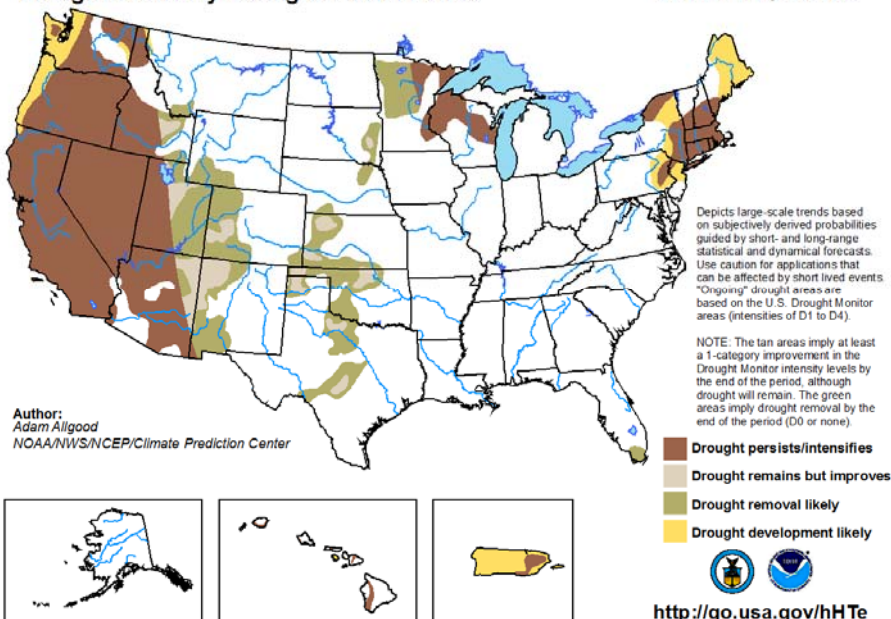 Depicts large-scale trends based
on subjectively derived probabilities
guided by short- and long-range
statistical and dynamical forecasts.
Use caution for applications that
can be affected by short lived events.
"Ongoing" drought areas are
based on the U.S. Drought Monitor
areas (intensities of D1 to D4).
NOTE: The tan areas imply at least
a 1-category improvement in the
Drought Monitor intensity levels by
the end of the period, although
drought will remain. The green
areas imply drought removal by the
end of the period (D0 or none).
Author:
Adam Allgood
NOAA/NWS/NCEP/Climate Prediction Center
Drought persists/intensifies
Drought remains but improves
Drought removal likely
Drought development likely
http://go.usa.gov/hHTe